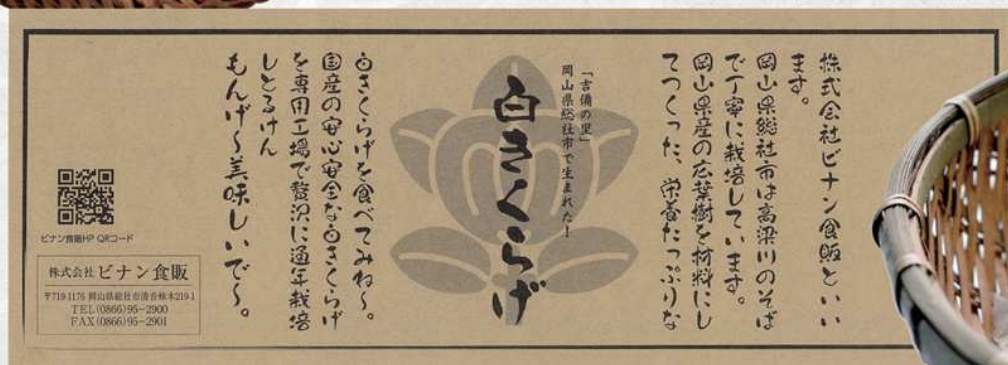 株式会社ビナン食販といい
ます。
岡山県総社市は高梁川のそば
で丁寧に栽培しています。
岡山県産の広葉樹を材料にし
てつくった、栄養たっぷりな
「吉備の里」
岡山県総社市で生まれた！
白きくらげ
白きくらげを食べてみね〜。
国産の安心安全な白きくらげ
を専用工場で贅沢に通年栽培
しとるけん
もんげ〜美味しいで〜。
ビナン食販HP QRコード
株式会社 ビナン食販
〒719-1176 岡山県総社市清音柿木219-1
TEL(0866)95-2900
FAX(0866)95-2901